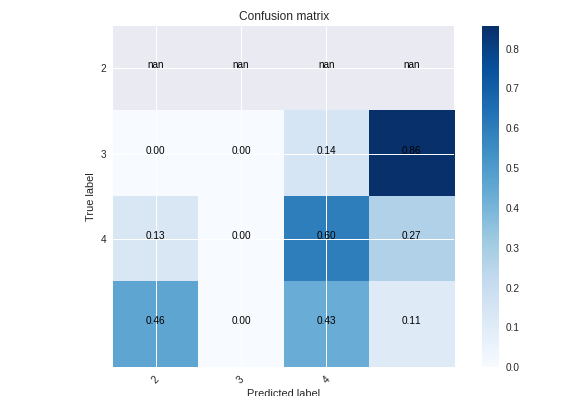 Confusion matrix
2
nan nan nan nan
0.8
0.7
3
0.00 0.00 0.14 0.86
0.6
0.5
True label
0.4
4
0.13 0.00 0.60 0.27
0.3
0.2
0.46 0.00 0.43 0.11
0.1
0.0
2 3 4
Predicted label